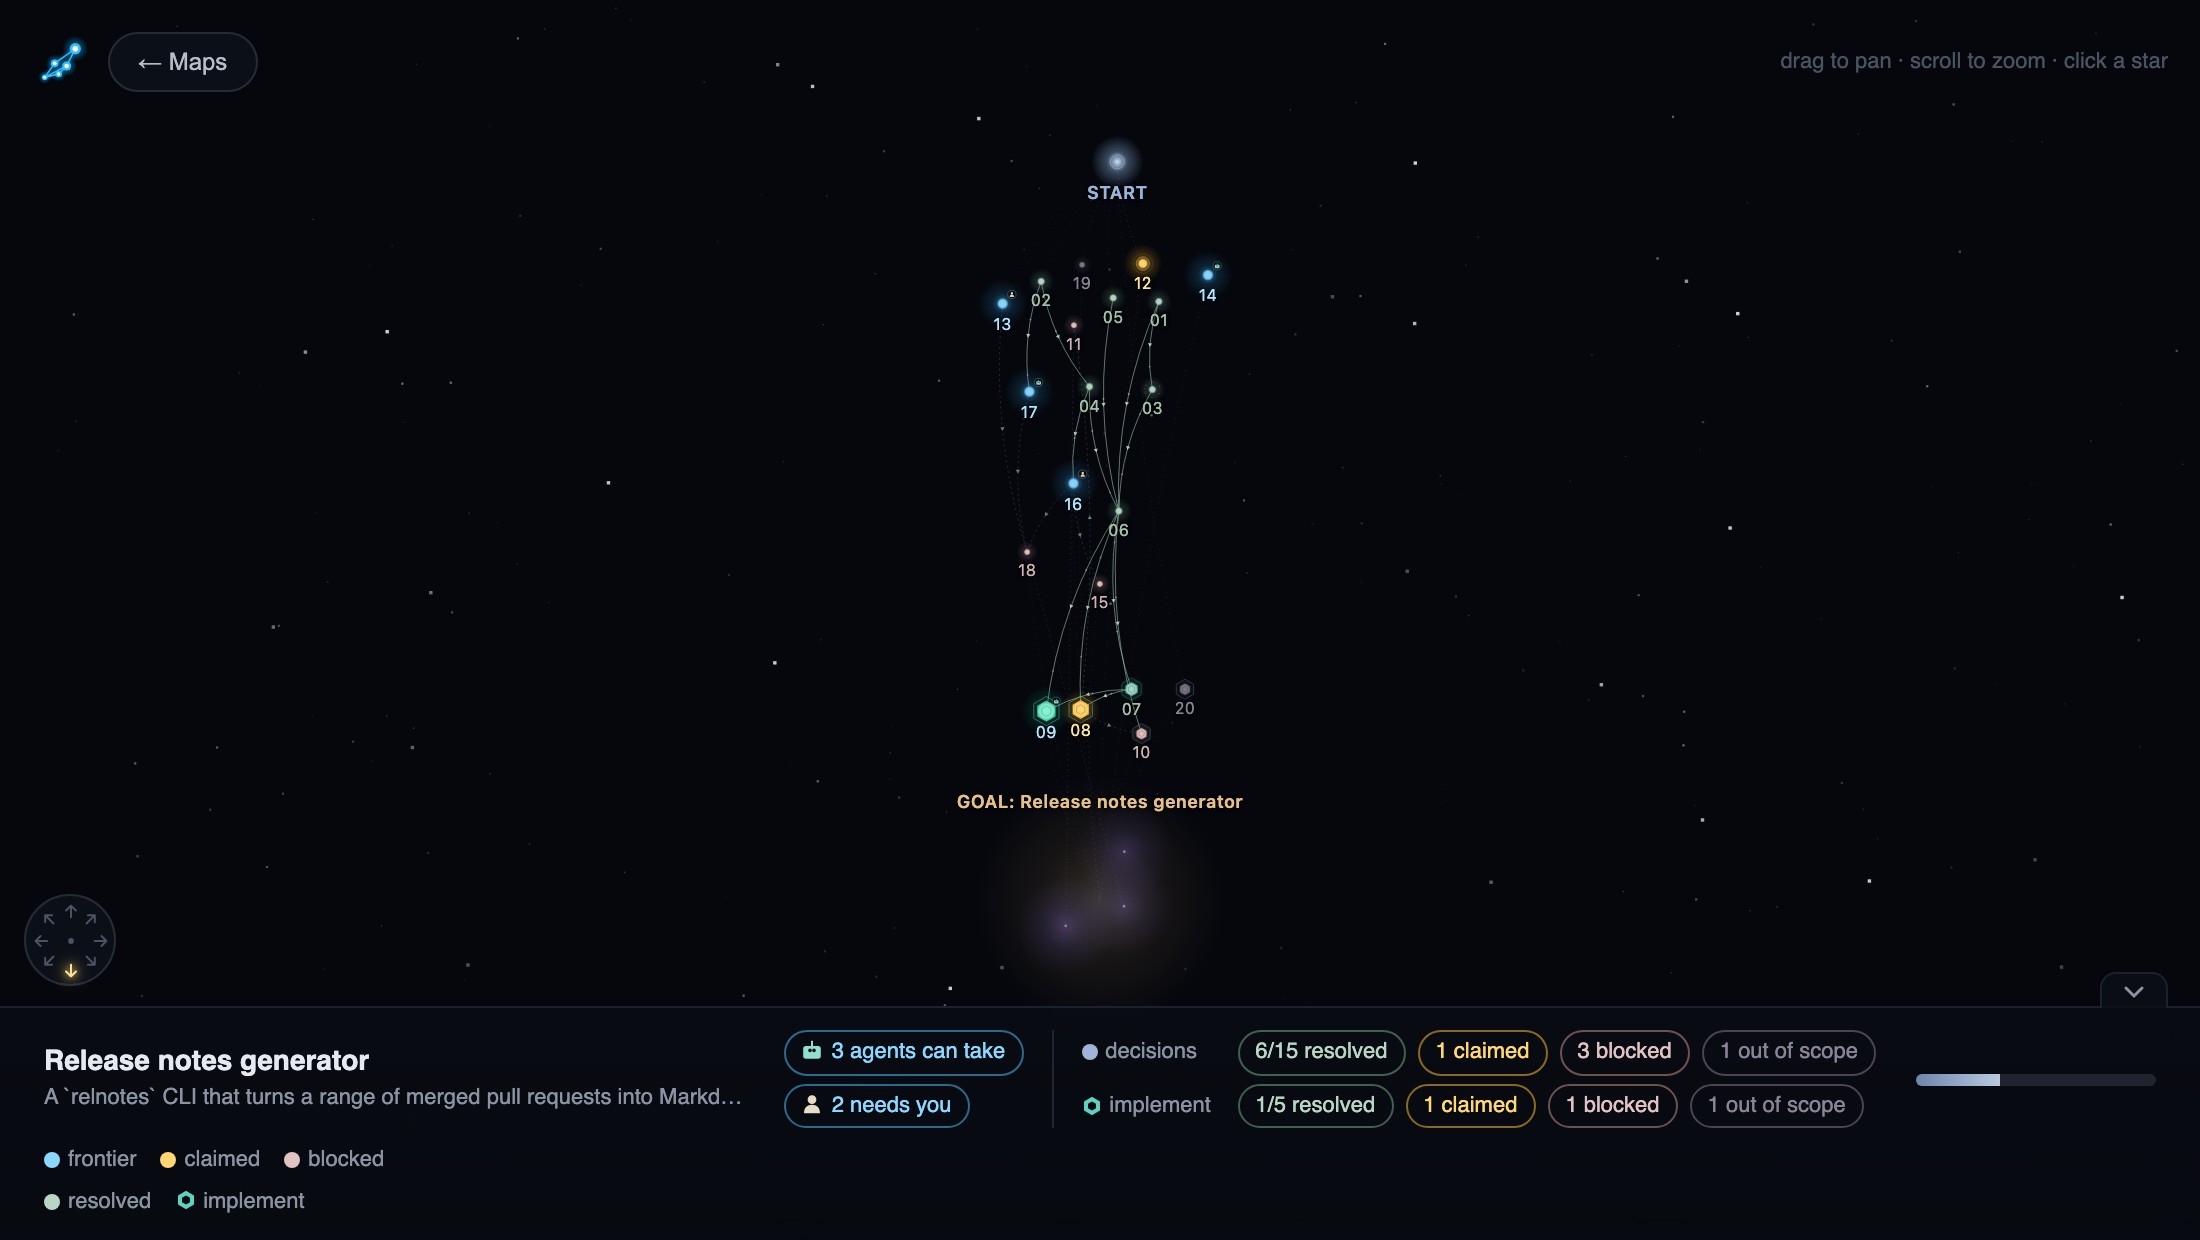 ← Maps
drag to pan · scroll to zoom · click a star
START
19
12
14
02
13
05
01
11
17
04
03
16
06
18
15
09
08
07
20
10
GOAL: Release notes generator
Release notes generator
A `relnotes` CLI that turns a range of merged pull requests into Markd…
3 agents can take
2 needs you
decisions
6/15 resolved
1 claimed
3 blocked
1 out of scope
implement
1/5 resolved
1 claimed
1 blocked
1 out of scope
frontier
claimed
blocked
resolved
implement